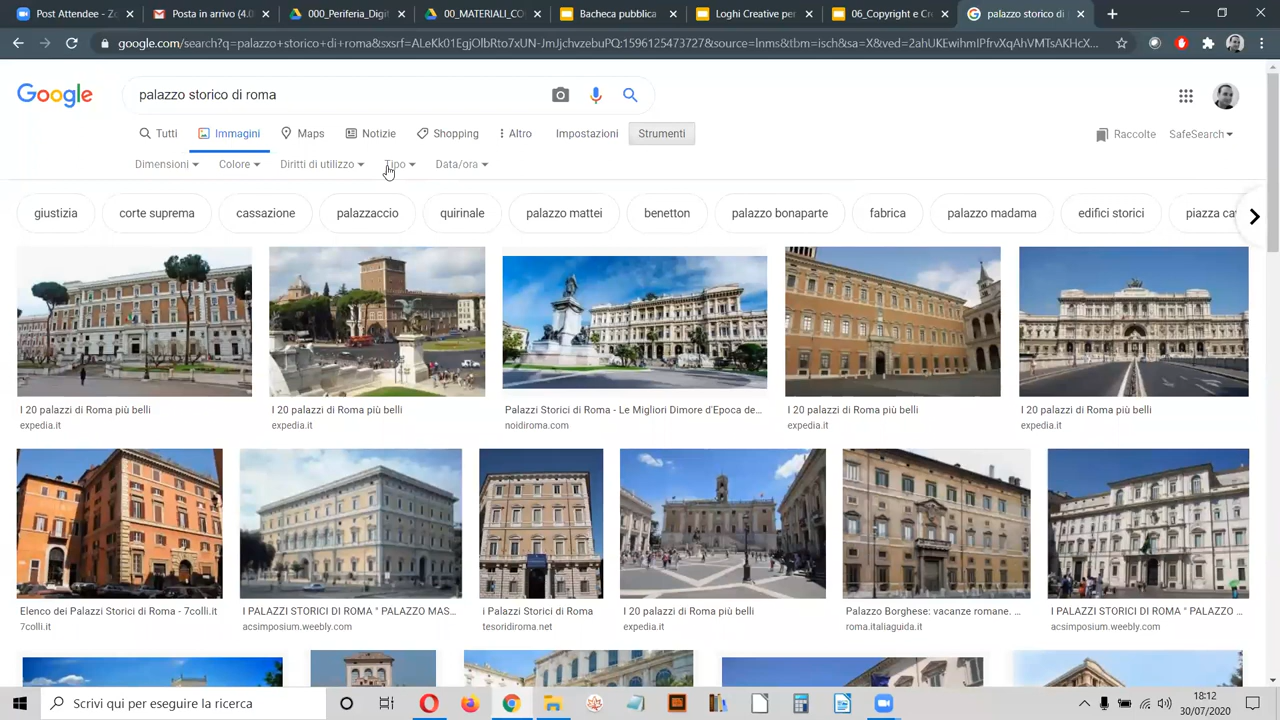 Post Attendee - Zo
Posta in arrivo (4.0
000_Periferia_Digit
00_MATERIALI_CO
Bacheca pubblica
Loghi Creative per
06_Copyright e Cre
palazzo storico di r
google.com/search?q=palazzo+storico+di+roma&sxsrf=ALeKk01EgjOlbRto7xUN-JmJchvzebuPQ:1596125473727&source=lnms&tbm=isch&sa=X&ved=2ahUKEwihmIPfrvXqAhVMTsAKHcX...
Google
palazzo storico di roma
Tutti Immagini Maps Notizie Shopping Altro Impostazioni Strumenti
Raccolte SafeSearch
Dimensioni Colore Diritti di utilizzo Tipo Data/ora
giustizia corte suprema cassazione palazzaccio quirinale palazzo mattei benetton palazzo bonaparte fabrica palazzo madama edifici storici piazza ca
I 20 palazzi di Roma più belli
expedia.it
I 20 palazzi di Roma più belli
expedia.it
Palazzi Storici di Roma - Le Migliori Dimore d'Epoca de...
noidiroma.com
I 20 palazzi di Roma più belli
expedia.it
I 20 palazzi di Roma più belli
expedia.it
Elenco dei Palazzi Storici di Roma - 7colli.it
7colli.it
I PALAZZI STORICI DI ROMA " PALAZZO MAS...
acsimposium.weebly.com
i Palazzi Storici di Roma
tesoridiroma.net
I 20 palazzi di Roma più belli
expedia.it
Palazzo Borghese: vacanze romane. ...
roma.italiaguida.it
I PALAZZI STORICI DI ROMA " PALAZZO ...
acsimposium.weebly.com
Scrivi qui per eseguire la ricerca
18:12
30/07/2020